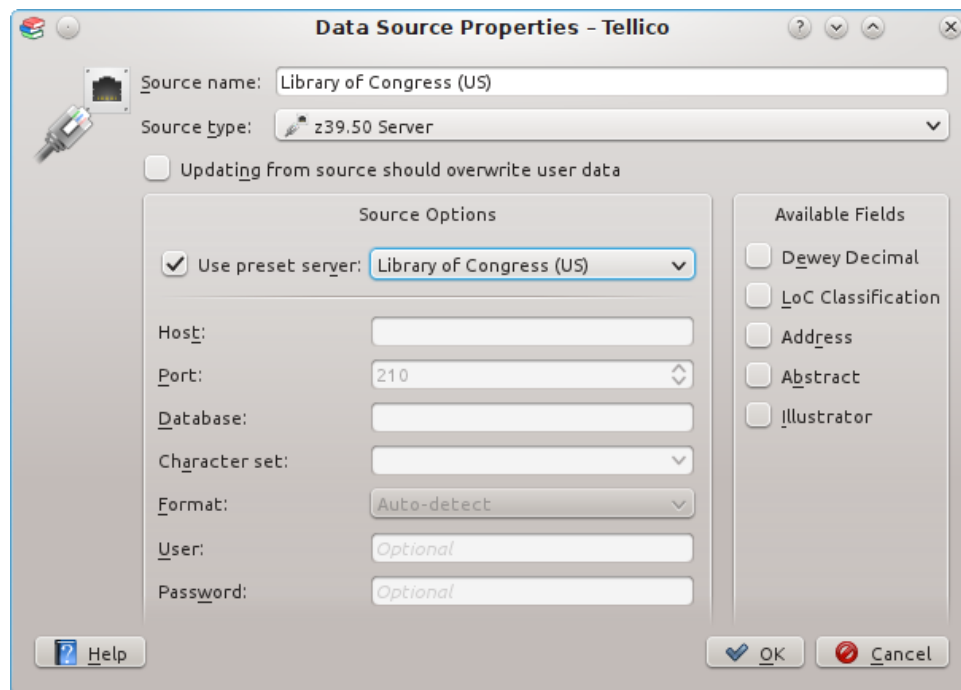 Data Source Properties – Tellico
Source name: Library of Congress (US)
Source type: z39.50 Server
Updating from source should overwrite user data
Source Options
Use preset server: Library of Congress (US)
Host:
Port: 210
Database:
Character set:
Format: Auto-detect
User: Optional
Password: Optional
Available Fields
Dewey Decimal
LoC Classification
Address
Abstract
Illustrator
Help
OK
Cancel